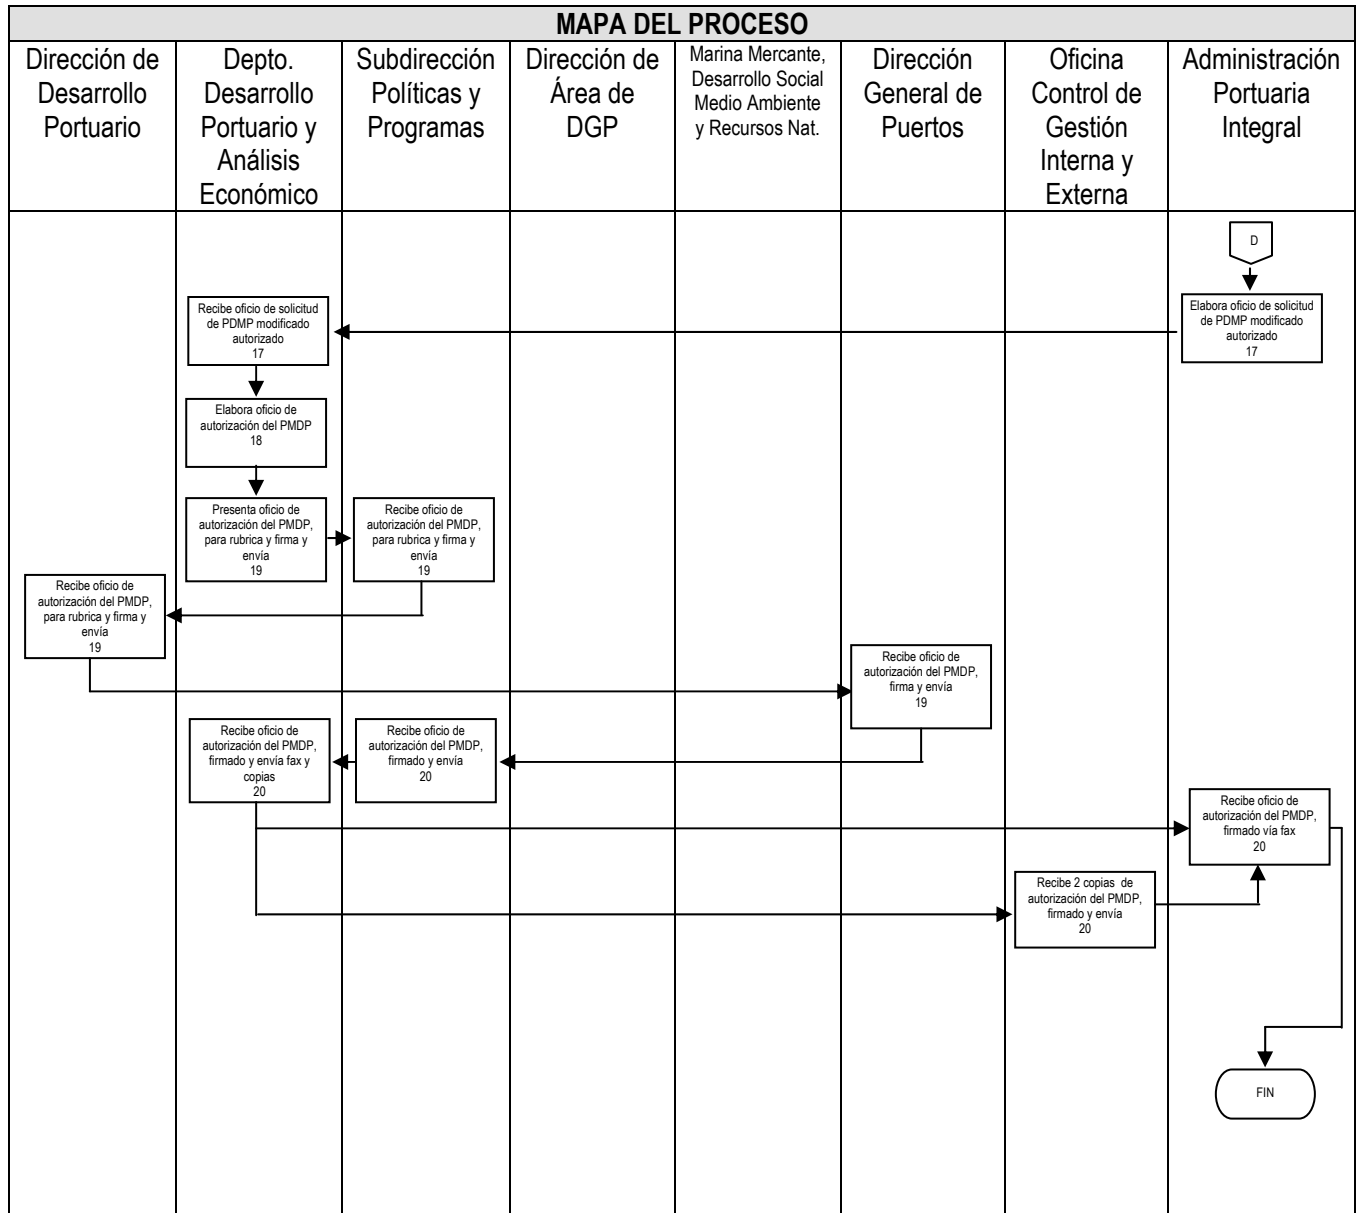 MAPA DEL PROCESO
Dirección de
Desarrollo
Portuario
Depto.
Desarrollo
Portuario y
Análisis
Económico
Subdirección
Políticas y
Programas
Dirección de
Área de
DGP
Marina Mercante,
Desarrollo Social
Medio Ambiente
y Recursos Nat.
Dirección
General de
Puertos
Oficina
Control de
Gestión
Interna y
Externa
Administración
Portuaria
Integral
D
Recibe oficio de solicitud
de PDMP modificado
autorizado
17
Elabora oficio de solicitud
de PDMP modificado
autorizado
17
Elabora oficio de
autorización del PMDP
18
Presenta oficio de
autorización del PMDP,
para rubrica y firma y
envía
19
Recibe oficio de
autorización del PMDP,
para rubrica y firma y
envía
19
Recibe oficio de
autorización del PMDP,
para rubrica y firma y
envía
19
Recibe oficio de
autorización del PMDP,
firma y envía
19
Recibe oficio de
autorización del PMDP,
firmado y envía fax y
copias
20
Recibe oficio de
autorización del PMDP,
firmado y envía
20
Recibe oficio de
autorización del PMDP,
firmado vía fax
20
Recibe 2 copias de
autorización del PMDP,
firmado y envía
20
FIN